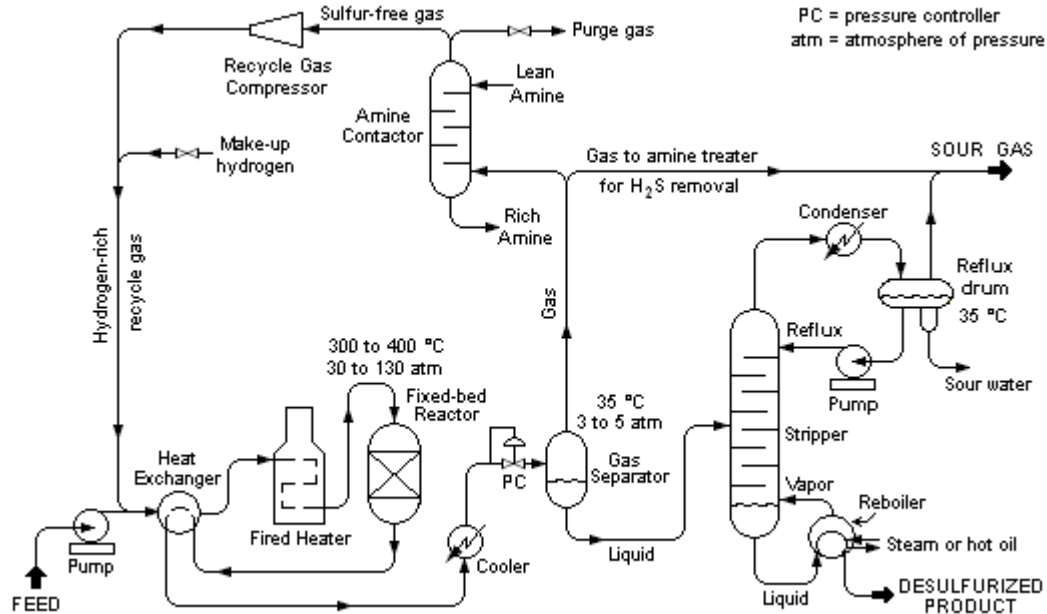 Sulfur-free gas
PC = pressure controller
atm = atmosphere of pressure
Purge gas
Recycle Gas
Compressor
Lean
Amine
Amine
Contactor
Make-up
hydrogen
Gas to amine treater
for H₂S removal
SOUR GAS
Rich
Amine
Condenser
Hydrogen-rich
recycle gas
Gas
Reflux
drum
35 °C
Reflux
300 to 400 °C
30 to 130 atm
Fixed-bed
Reactor
Sour water
Pump
35 °C
3 to 5 atm
Gas
Separator
Stripper
Heat
Exchanger
PC
Vapor
Reboiler
Fired Heater
Steam or hot oil
Pump
Cooler
Liquid
FEED
Liquid
DESULFURIZED
PRODUCT